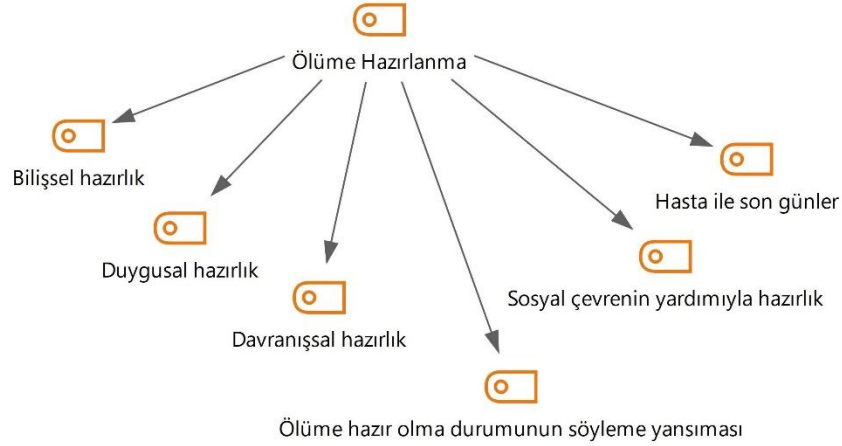 Ölüme Hazırlanma
Bilişsel hazırlık
Hasta ile son günler
Duygusal hazırlık
Sosyal çevrenin yardımıyla hazırlık
Davranışsal hazırlık
Ölüme hazır olma durumunun söyleme yansıması